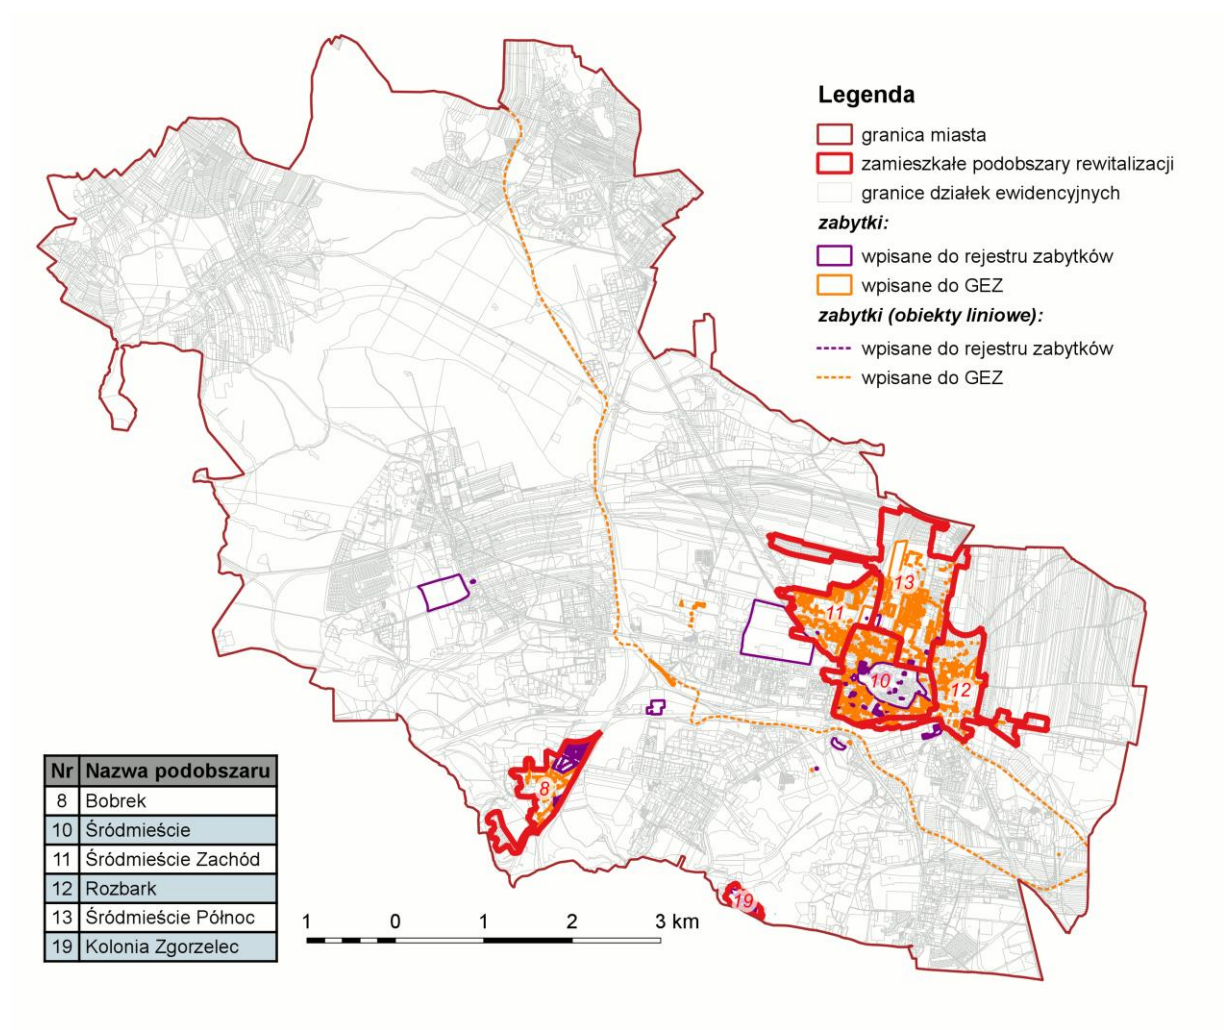 Legenda
granica miasta
zamieszkałe podobszary rewitalizacji
granice działek ewidencyjnych
zabytki:
wpisane do rejestru zabytków
wpisane do GEZ
zabytki (obiekty liniowe):
wpisane do rejestru zabytków
wpisane do GEZ
13
11
10
12
8
19
Nr Nazwa podobszaru
8 Bobrek
10 Śródmieście
11 Śródmieście Zachód
12 Rozbark
13 Śródmieście Północ
19 Kolonia Zgorzelec
1 0 1 2 3 km